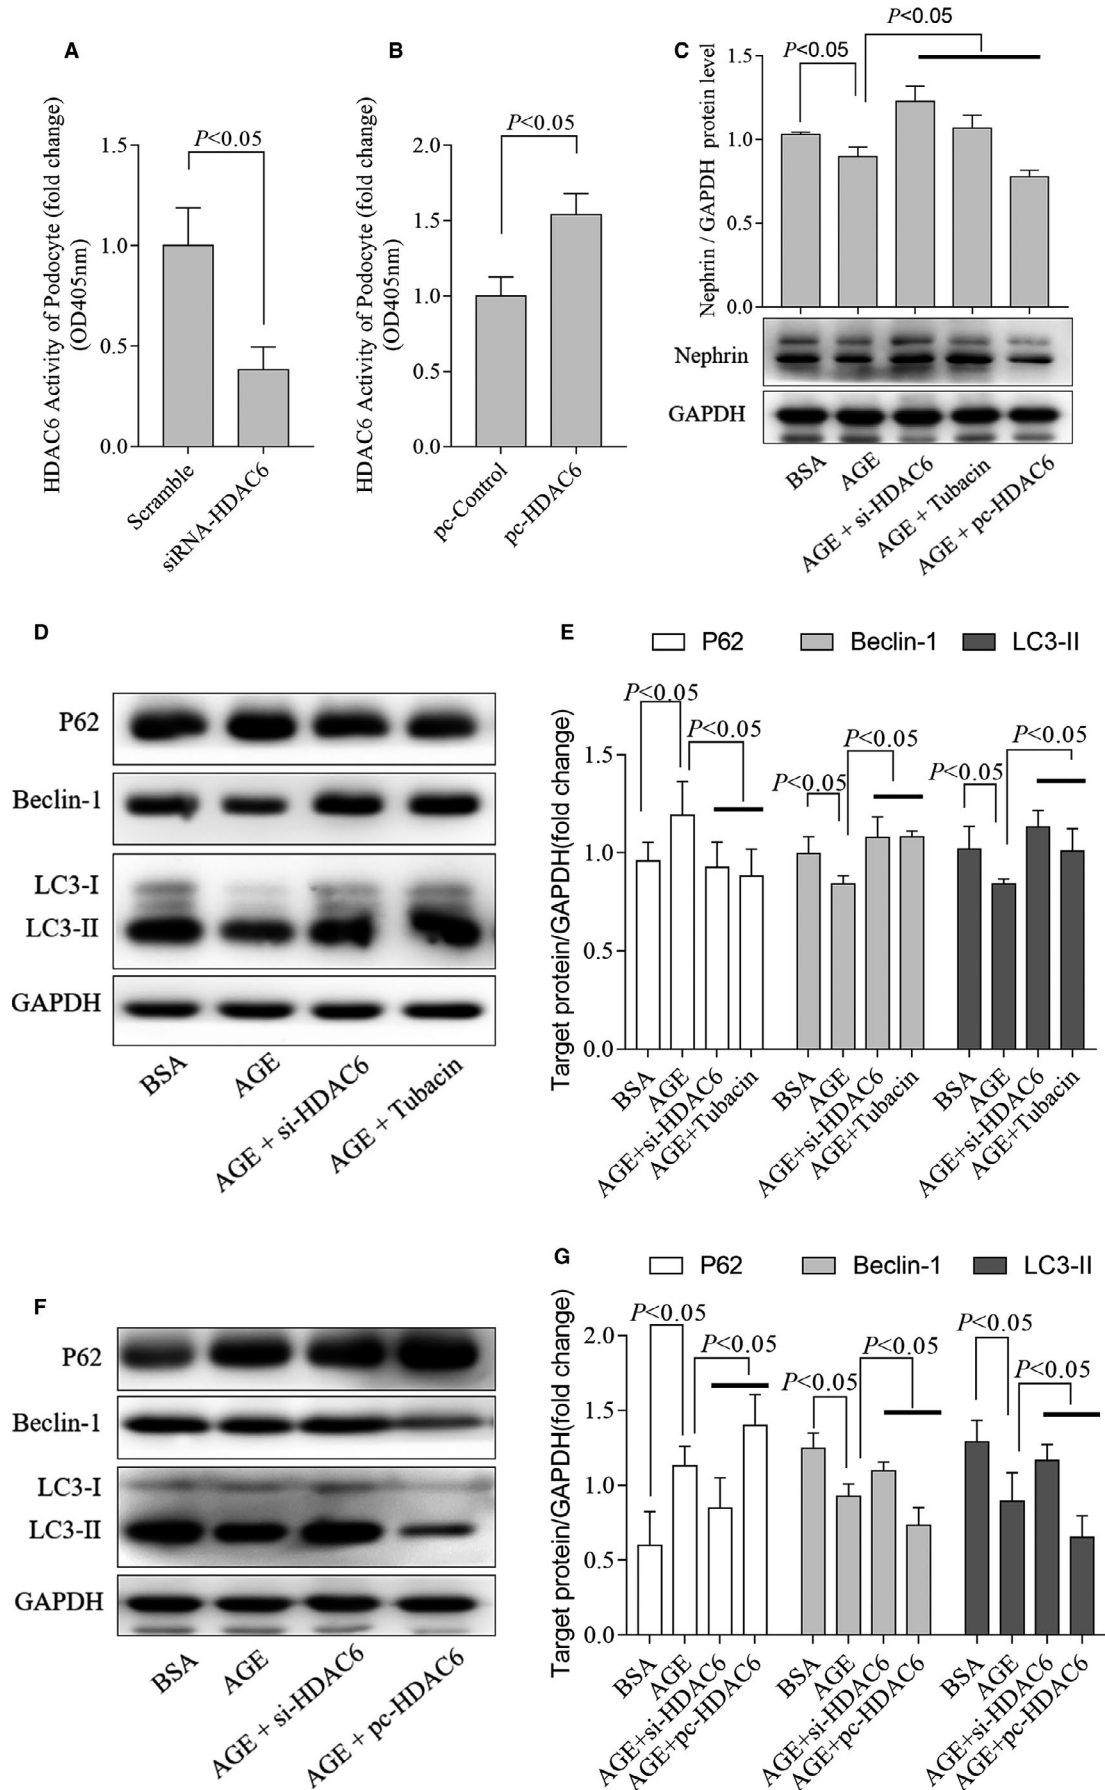 A
HDAC6 Activity of Podocyte (fold change)
(OD405nm)
1.5
1.0
0.5
0.0
P<0.05
Scramble
siRNA-HDAC6
B
HDAC6 Activity of Podocyte (fold change)
(OD405nm)
2.0
1.5
1.0
0.5
0.0
P<0.05
pc-Control
pc-HDAC6
C
Nephrin / GAPDH protein level
1.5
1.0
0.5
0.0
P<0.05
P<0.05
Nephrin
GAPDH
BSA
AGE
AGE + si-HDAC6
AGE + Tubacin
AGE + pc-HDAC6
D
P62
Beclin-1
LC3-I
LC3-II
GAPDH
BSA
AGE
AGE + si-HDAC6
AGE + Tubacin
E
P62 Beclin-1 LC3-II
Target protein/GAPDH(fold change)
1.5
1.0
0.5
0.0
P<0.05
P<0.05
P<0.05
P<0.05
P<0.05
P<0.05
BSA
AGE
AGE+si-HDAC6
AGE+Tubacin
BSA
AGE
AGE+si-HDAC6
AGE+Tubacin
BSA
AGE
AGE+si-HDAC6
AGE+Tubacin
F
P62
Beclin-1
LC3-I
LC3-II
GAPDH
BSA
AGE
AGE + si-HDAC6
AGE + pc-HDAC6
G
P62 Beclin-1 LC3-II
Target protein/GAPDH(fold change)
2.0
1.5
1.0
0.5
0.0
P<0.05
P<0.05
P<0.05
P<0.05
P<0.05
P<0.05
BSA
AGE
AGE+si-HDAC6
AGE+pc-HDAC6
BSA
AGE
AGE+si-HDAC6
AGE+pc-HDAC6
BSA
AGE
AGE+si-HDAC6
AGE+pc-HDAC6